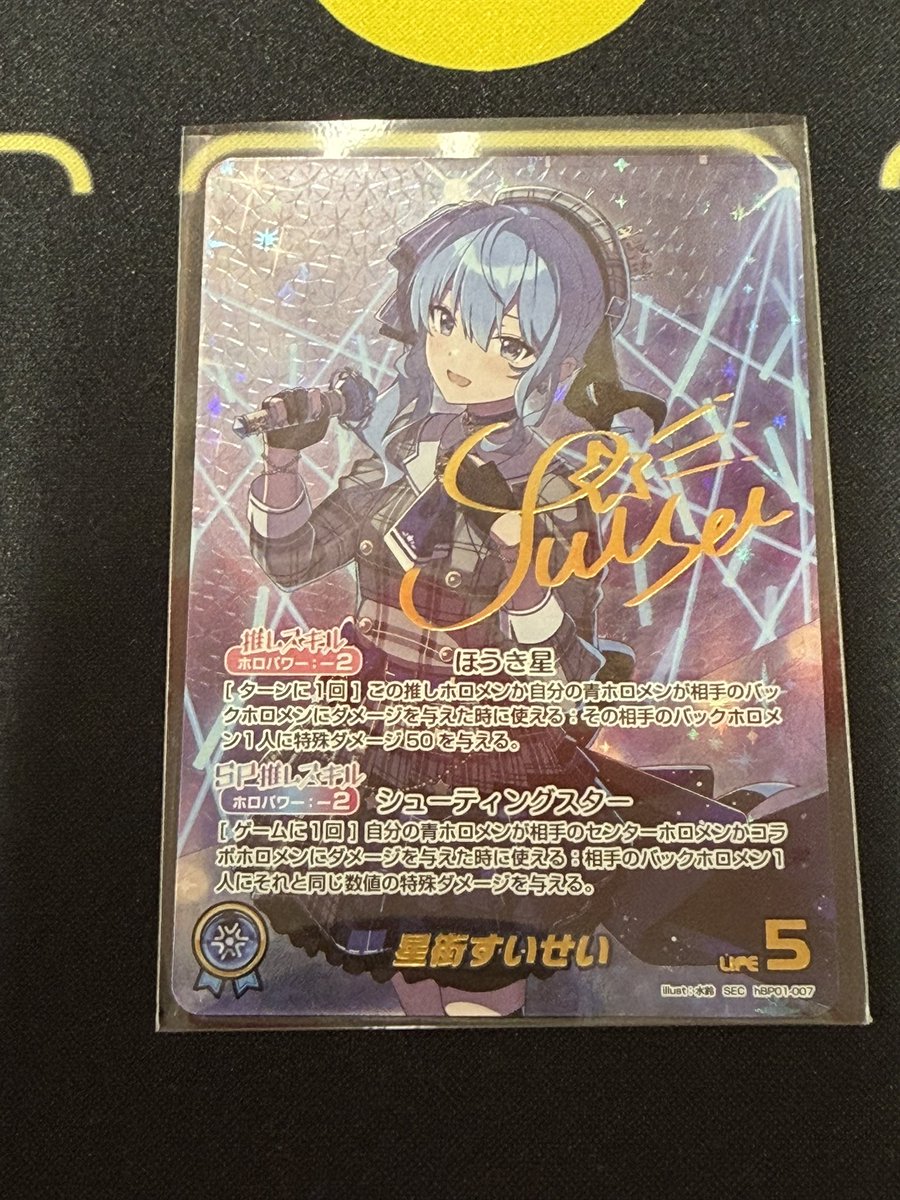 Suisei
推しスキル
ホロパワー:-2
ほうき星
[ターンに1回]この推しホロメンか自分の青ホロメンが相手のバッ
クホロメンにダメージを与えた時に使える:その相手のバックホロメ
ン1人に特殊ダメージ50を与える。
SP推しスキル
ホロパワー:-2
シューティングスター
[ゲームに1回]自分の青ホロメンが相手のセンターホロメンかコラ
ボホロメンにダメージを与えた時に使える:相手のバックホロメン1
人にそれと同じ数値の特殊ダメージを与える。
星街すいせい
LIFE 5
illust:水鈴 SEC hBP01-007